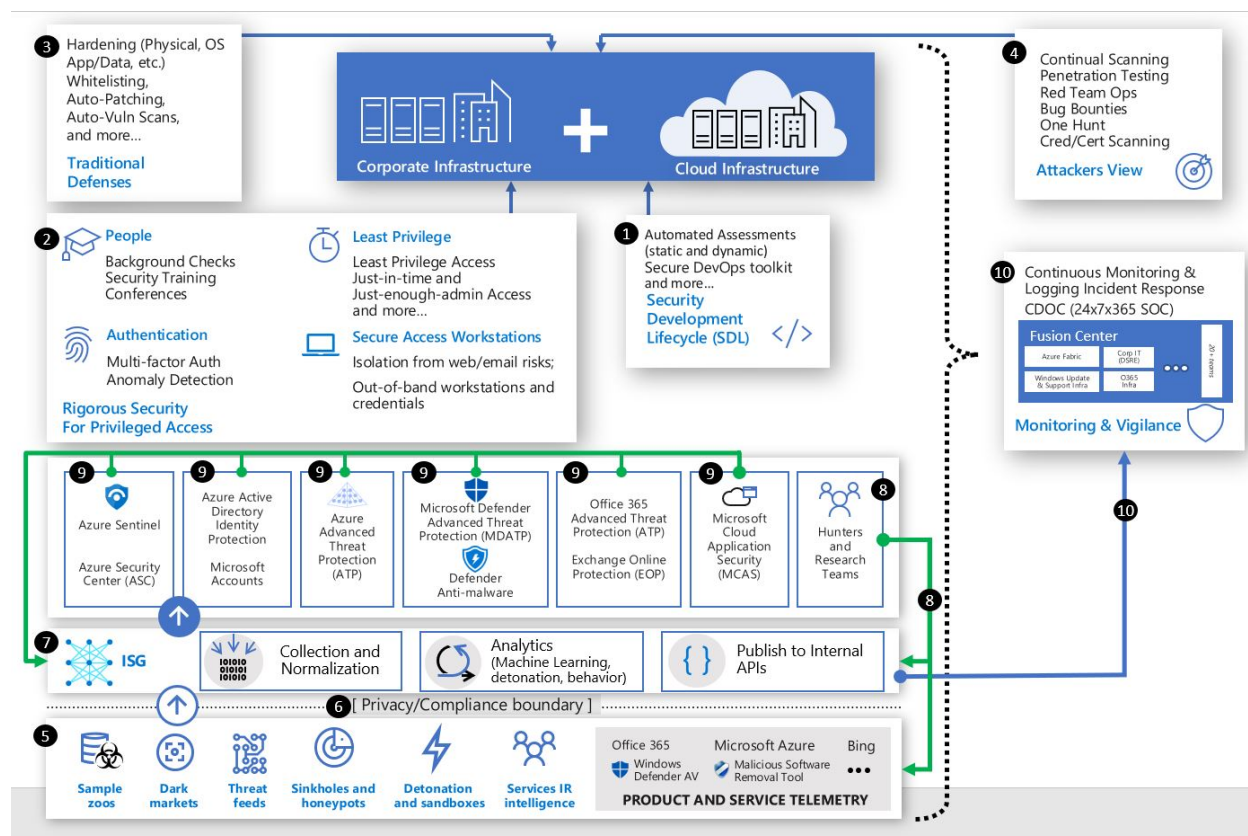 3
Hardening (Physical, OS
App/Data, etc.)
Whitelisting,
Auto-Patching,
Auto-Vuln Scans,
and more...
Traditional
Defenses
Corporate Infrastructure
+
Cloud Infrastructure
4
Continual Scanning
Penetration Testing
Red Team Ops
Bug Bounties
One Hunt
Cred/Cert Scanning
Attackers View
2
People
Background Checks
Security Training
Conferences
Authentication
Multi-factor Auth
Anomaly Detection
Rigorous Security
For Privileged Access
Least Privilege
Least Privilege Access
Just-in-time and
Just-enough-admin Access
and more...
Secure Access Workstations
Isolation from web/email risks;
Out-of-band workstations and
credentials
1
Automated Assessments
(static and dynamic)
Secure DevOps toolkit
and more...
Security
Development
Lifecycle (SDL)
</>
10
Continuous Monitoring &
Logging Incident Response
CDOC (24x7x365 SOC)
Fusion Center
Azure Fabric
Corp IT
(DSRE)
Windows Update
& Support Infra
O365
Infra
20+ teams
Monitoring & Vigilance
9
Azure Sentinel
Azure Security
Center (ASC)
9
Azure Active
Directory
Identity
Protection
Microsoft
Accounts
9
Azure
Advanced
Threat
Protection
(ATP)
9
Microsoft Defender
Advanced Threat
Protection (MDATP)
Defender
Anti-malware
9
Office 365
Advanced Threat
Protection (ATP)
Exchange Online
Protection (EOP)
9
Microsoft
Cloud
Application
Security
(MCAS)
8
Hunters
and
Research
Teams
10
8
7
ISG
10101
01010
10101
Collection and
Normalization
Analytics
(Machine Learning,
detonation, behavior)
{ }
Publish to Internal
APIs
6
[ Privacy/Compliance boundary ]
5
Sample
zoos
Dark
markets
Threat
feeds
Sinkholes and
honeypots
Detonation
and sandboxes
Services IR
intelligence
Office 365
Microsoft Azure
Bing
Windows
Defender AV
Malicious Software
Removal Tool
PRODUCT AND SERVICE TELEMETRY